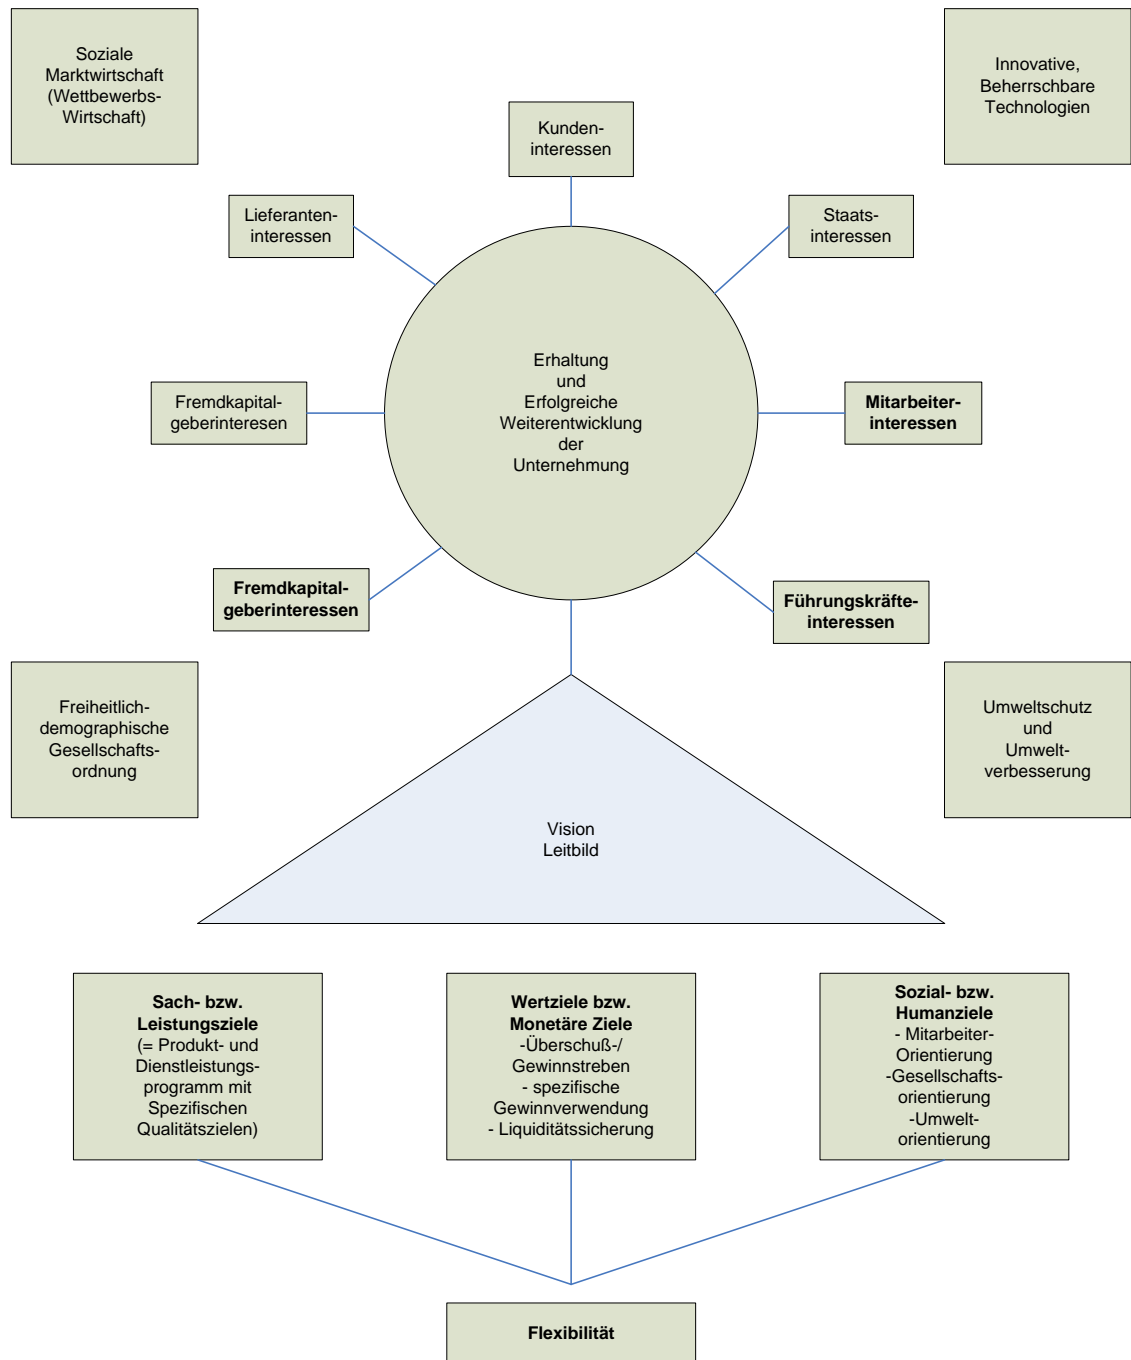 Soziale
Marktwirtschaft
(Wettbewerbs-
Wirtschaft)
Innovative,
Beherrschbare
Technologien
Kunden-
interessen
Lieferanten-
interessen
Staats-
interessen
Erhaltung
und
Erfolgreiche
Weiterentwicklung
der
Unternehmung
Fremdkapital-
geberinteresen
Mitarbeiter-
interessen
Fremdkapital-
geberinteressen
Führungskräfte-
interessen
Freiheitlich-
demographische
Gesellschafts-
ordnung
Umweltschutz
und
Umwelt-
verbesserung
Vision
Leitbild
Sach- bzw.
Leistungsziele
(= Produkt- und
Dienstleistungs-
programm mit
Spezifischen
Qualitätszielen)
Wertziele bzw.
Monetäre Ziele
-Überschuß-/
Gewinnstreben
- spezifische
Gewinnverwendung
- Liquiditätssicherung
Sozial- bzw.
Humanziele
- Mitarbeiter-
Orientierung
-Gesellschafts-
orientierung
-Umwelt-
orientierung
Flexibilität